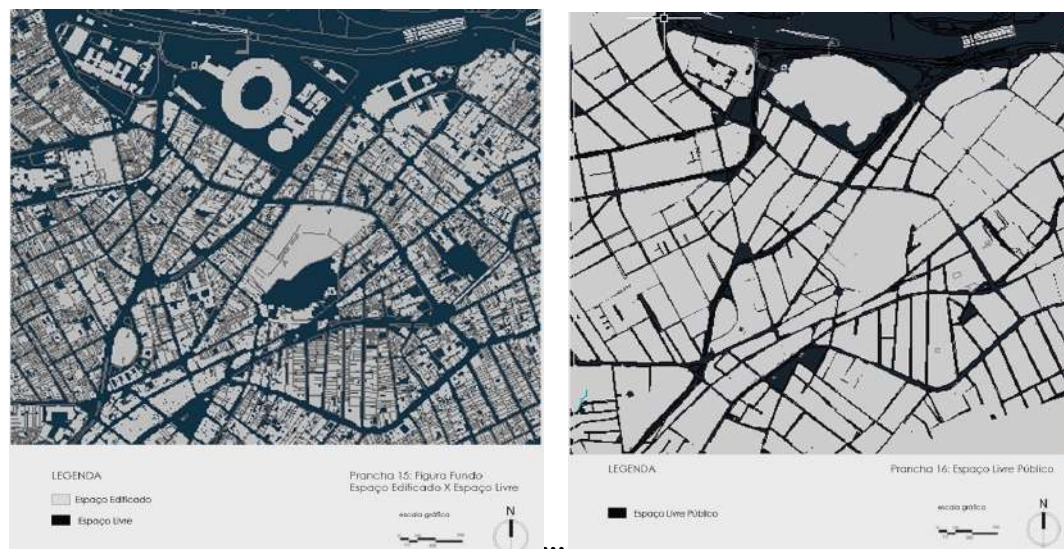 LEGENDA
Espaço Edificado
Espaço Livre
Prancha 15: Figura Fundo
Espaço Edificado X Espaço Livre
escala gráfica
N
...
LEGENDA
Espaço Livre Público
Prancha 16: Espaço Livre Público
escala gráfica
N